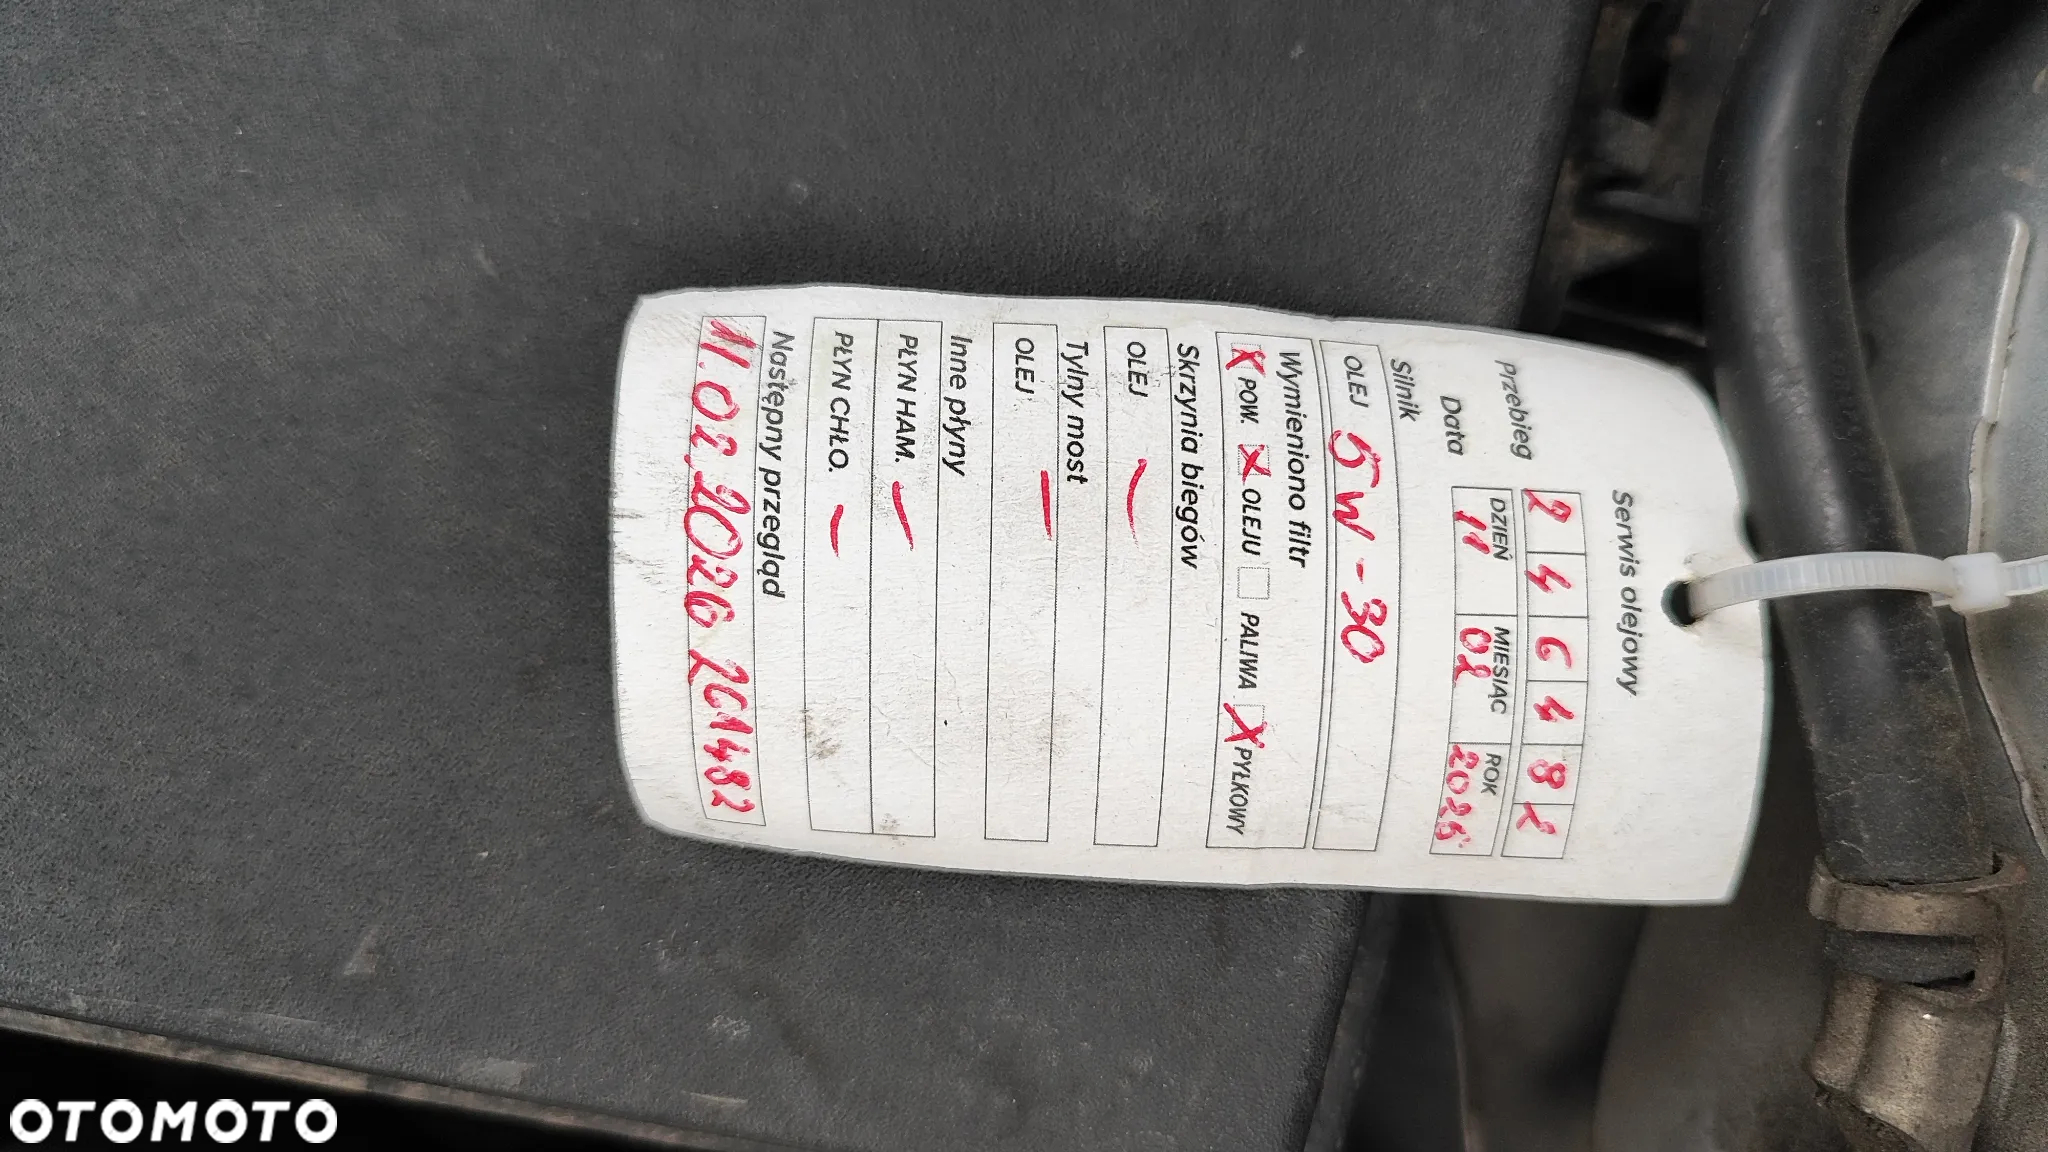 Serwis olejowy
Przebieg 2 4 6 4 8 2
DZIEŃ MIESIĄC ROK
Data 11 02 2025
Silnik
OLEJ 5W-30
Wymieniono filtr
X POW. X OLEJU PALIWA X PYŁKOWY
Skrzynia biegów
OLEJ —
Tylny most
OLEJ —
Inne płyny
PŁYN HAM. —
PŁYN CHŁO. —
Następny przegląd
11.02.2026 261482
OTOMOTO